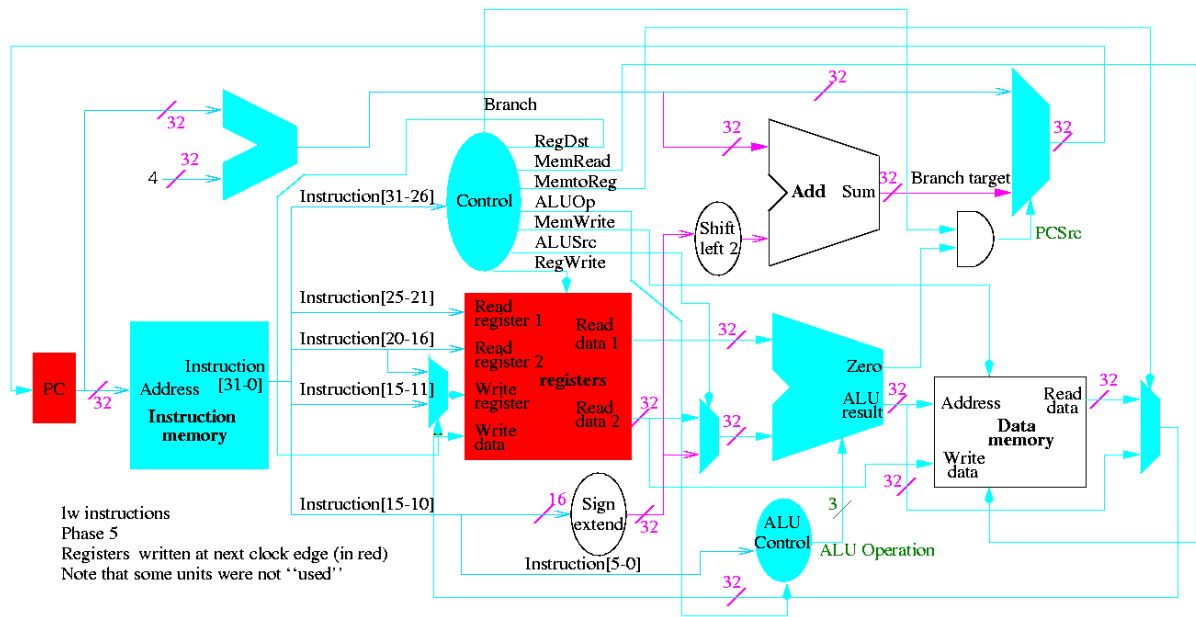 Branch
32
32
32
32
32
4
RegDst
MemRead
MemtoReg
ALUOp
MemWrite
ALUSrc
RegWrite
Control
Instruction[31-26]
Add
Sum
32
Branch target
Shift
left 2
PCSrc
Instruction[25-21]
Instruction[20-16]
Instruction[15-11]
Read
register 1
Read
register 2
Write
register
Write
data
registers
Read
data 1
Read
data 2
32
32
32
Zero
ALU
result
32
32
PC
32
Instruction
[31-0]
Address
Instruction
memory
Address
Read
data
Data
memory
Write
data
32
Instruction[15-10]
16
Sign
extend
32
3
ALU
Control
ALU Operation
Instruction[5-0]
32
lw instructions
Phase 5
Registers written at next clock edge (in red)
Note that some units were not ‘‘used’’